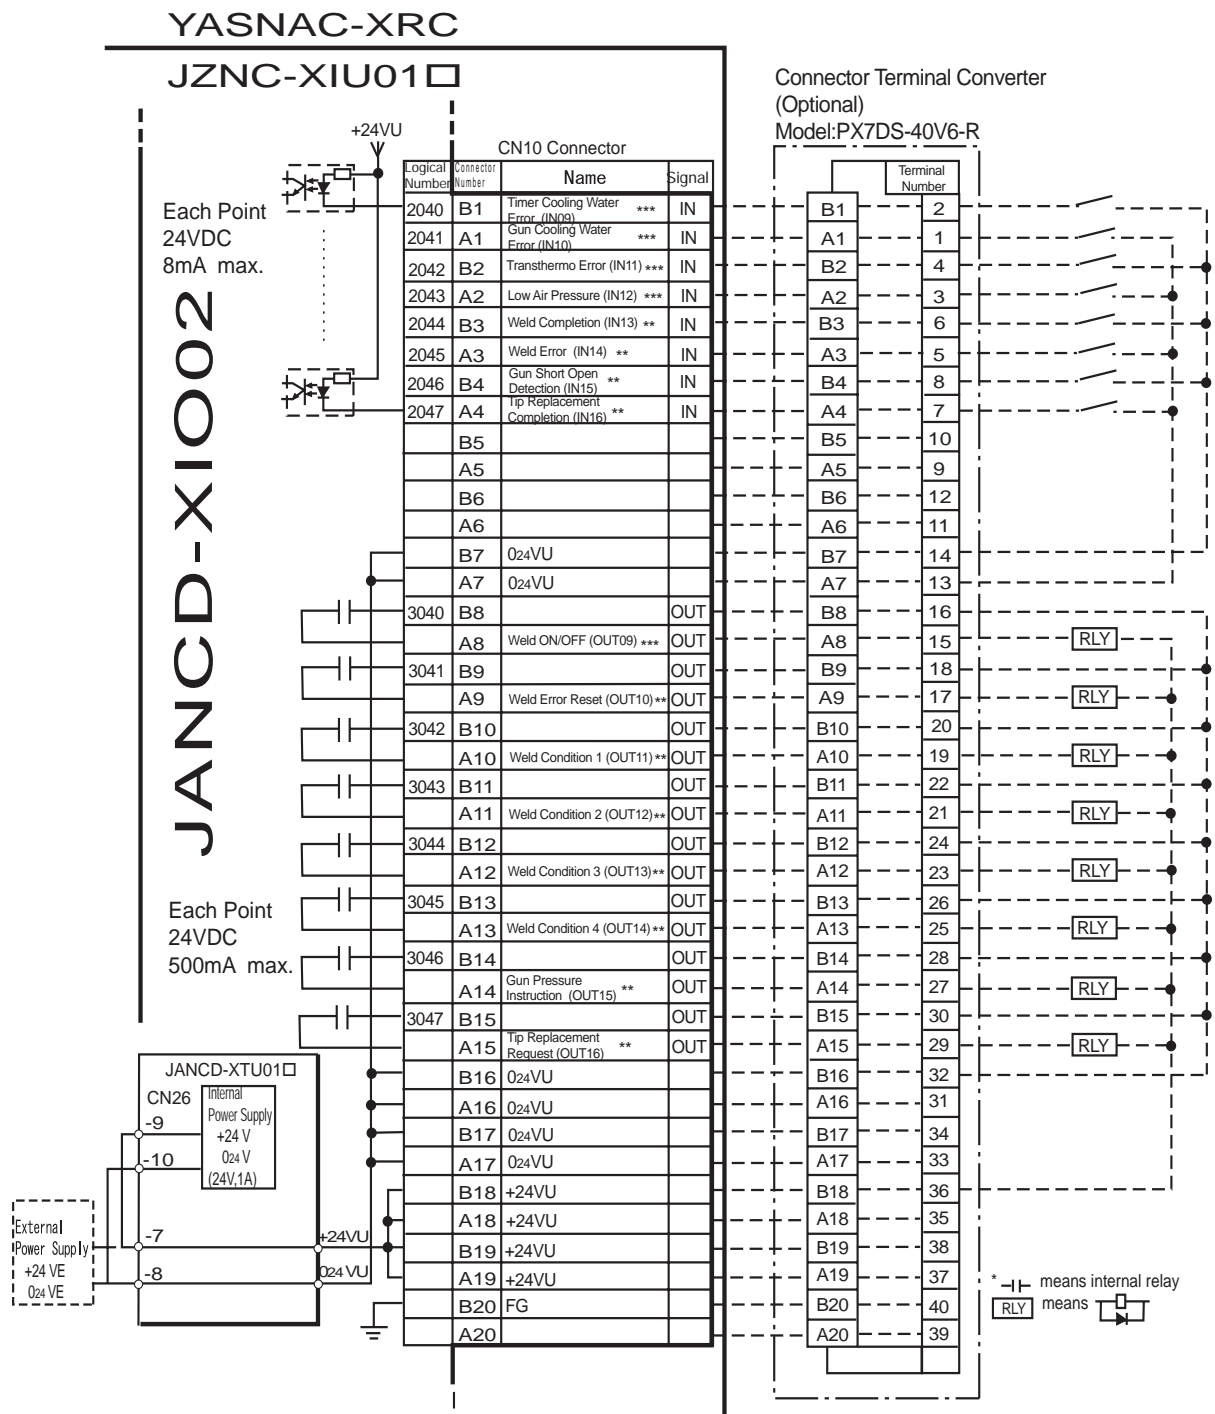 YASNAC-XRC
JZNC-XIU01□
Connector Terminal Converter
(Optional)
Model:PX7DS-40V6-R
+24VU
CN10 Connector
Logical Number Connector Number Name Signal
Terminal Number
Each Point
24VDC
8mA max.
JANCD-XIO02
2040 B1 Timer Cooling Water Error (IN09) *** IN B1 2
2041 A1 Gun Cooling Water Error (IN10) *** IN A1 1
2042 B2 Transthermo Error (IN11) *** IN B2 4
2043 A2 Low Air Pressure (IN12) *** IN A2 3
2044 B3 Weld Completion (IN13) ** IN B3 6
2045 A3 Weld Error (IN14) ** IN A3 5
2046 B4 Gun Short Open Detection (IN15) ** IN B4 8
2047 A4 Tip Replacement Completion (IN16) ** IN A4 7
B5 B5 10
A5 A5 9
B6 B6 12
A6 A6 11
B7 024VU B7 14
A7 024VU A7 13
3040 B8 OUT B8 16
A8 Weld ON/OFF (OUT09) *** OUT A8 15 RLY
3041 B9 OUT B9 18
A9 Weld Error Reset (OUT10) ** OUT A9 17 RLY
3042 B10 OUT B10 20
A10 Weld Condition 1 (OUT11) ** OUT A10 19 RLY
3043 B11 OUT B11 22
A11 Weld Condition 2 (OUT12) ** OUT A11 21 RLY
3044 B12 OUT B12 24
A12 Weld Condition 3 (OUT13) ** OUT A12 23 RLY
3045 B13 OUT B13 26
A13 Weld Condition 4 (OUT14) ** OUT A13 25 RLY
3046 B14 OUT B14 28
A14 Gun Pressure Instruction (OUT15) ** OUT A14 27 RLY
3047 B15 OUT B15 30
A15 Tip Replacement Request (OUT16) ** OUT A15 29 RLY
B16 024VU B16 32
A16 024VU A16 31
B17 024VU B17 34
A17 024VU A17 33
B18 +24VU B18 36
A18 +24VU A18 35
B19 +24VU B19 38
A19 +24VU A19 37
B20 FG B20 40
A20 A20 39
Each Point
24VDC
500mA max.
JANCD-XTU01□
CN26
Internal
Power Supply
+24 V
024 V
(24V,1A)
-9
-10
-7
-8
+24VU
024 VU
External
Power Supply
+24 VE
024 VE
* means internal relay
RLY means